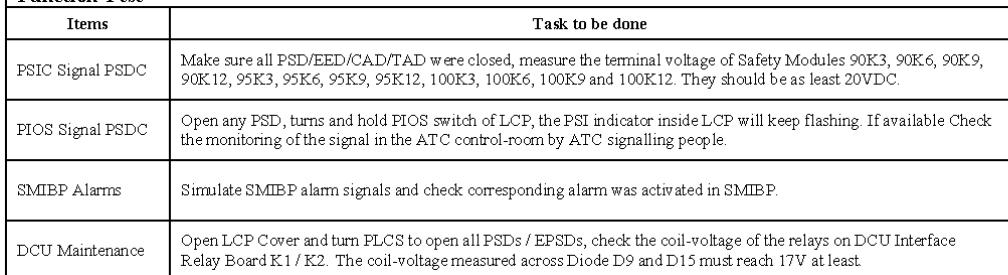 Function Test
Items
Task to be done
PSIC Signal PSDC
Make sure all PSD/EED/CAD/TAD were closed, measure the terminal voltage of Safety Modules 90K3, 90K6, 90K9,
90K12, 95K3, 95K6, 95K9, 95K12, 100K3, 100K6, 100K9 and 100K12. They should be as least 20VDC.
PIOS Signal PSDC
Open any PSD, turns and hold PIOS switch of LCP, the PSI indicator inside LCP will keep flashing. If available Check
the monitoring of the signal in the ATC control-room by ATC signalling people.
SMIBP Alarms
Simulate SMIBP alarm signals and check corresponding alarm was activated in SMIBP.
DCU Maintenance
Open LCP Cover and turn PLCS to open all PSDs / EPSDs, check the coil-voltage of the relays on DCU Interface
Relay Board K1 / K2. The coil-voltage measured across Diode D9 and D15 must reach 17V at least.